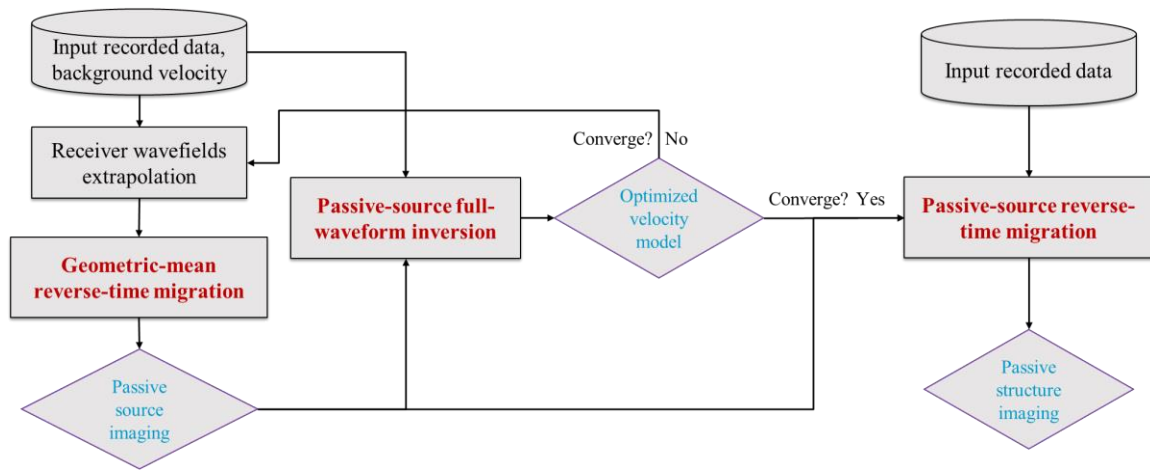 Input recorded data,
background velocity
Receiver wavefields
extrapolation
Geometric-mean
reverse-time migration
Passive
source
imaging
Passive-source full-
waveform inversion
Converge? No
Optimized
velocity
model
Converge? Yes
Input recorded data
Passive-source reverse-
time migration
Passive
structure
imaging